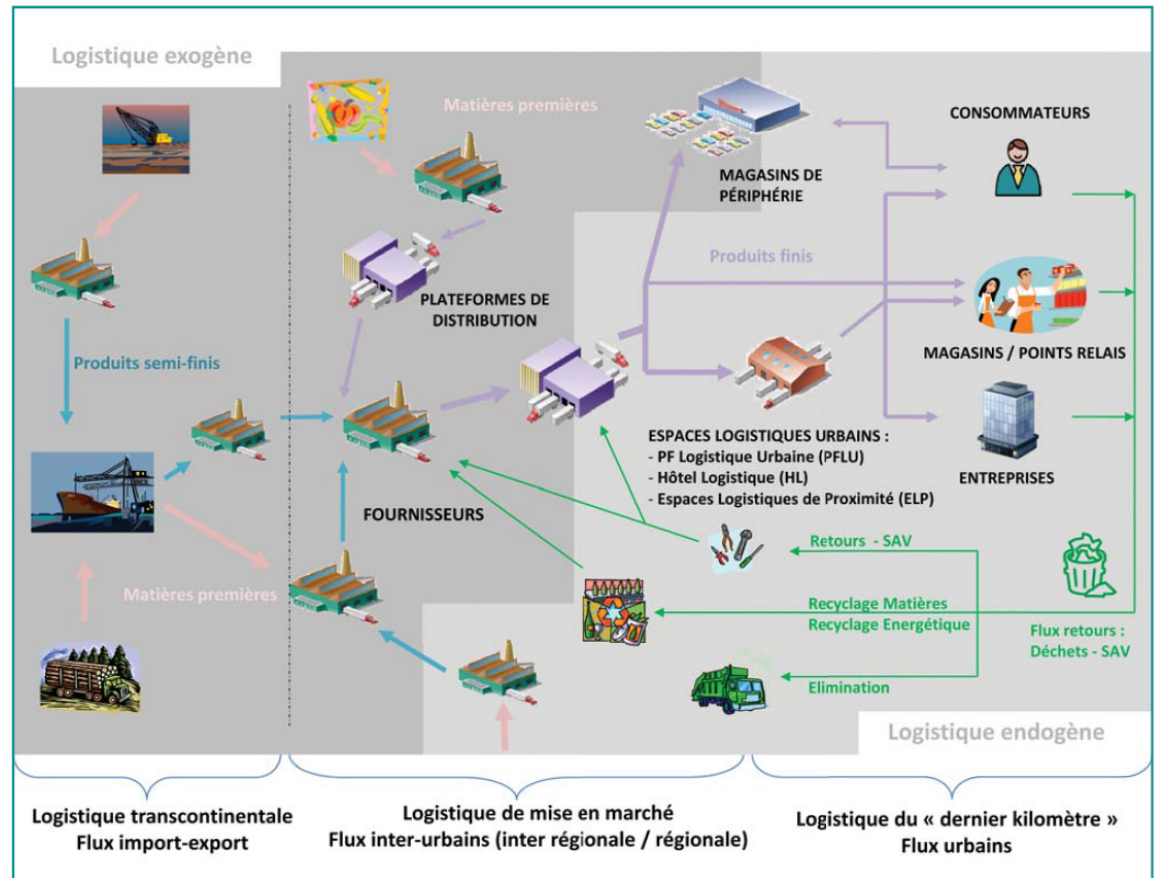 Logistique exogène
Matières premières
CONSOMMATEURS
MAGASINS DE
PÉRIPHÉRIE
Produits finis
PLATEFORMES DE
DISTRIBUTION
MAGASINS / POINTS RELAIS
Produits semi-finis
ESPACES LOGISTIQUES URBAINS :
- PF Logistique Urbaine (PFLU)
- Hôtel Logistique (HL)
- Espaces Logistiques de Proximité (ELP)
ENTREPRISES
FOURNISSEURS
Retours - SAV
Matières premières
Recyclage Matières
Recyclage Energétique
Flux retours :
Déchets - SAV
Elimination
Logistique endogène
Logistique transcontinentale
Flux import-export
Logistique de mise en marché
Flux inter-urbains (inter régionale / régionale)
Logistique du « dernier kilomètre »
Flux urbains